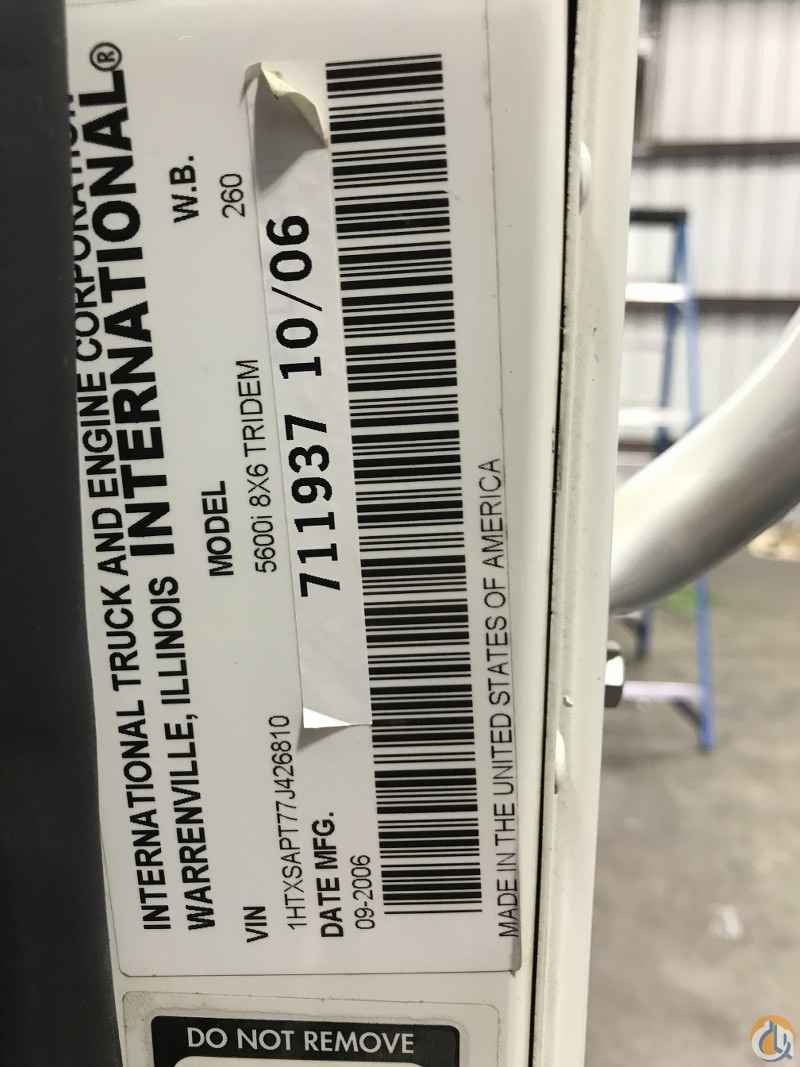 INTERNATIONAL TRUCK AND ENGINE CORPORATION
WARRENVILLE, ILLINOIS INTERNATIONAL®
VIN MODEL W.B.
1HTXSAPT77J426810 5600i 8X6 TRIDEM 260
DATE MFG.
09-2006
711937 10/06
MADE IN THE UNITED STATES OF AMERICA
DO NOT REMOVE